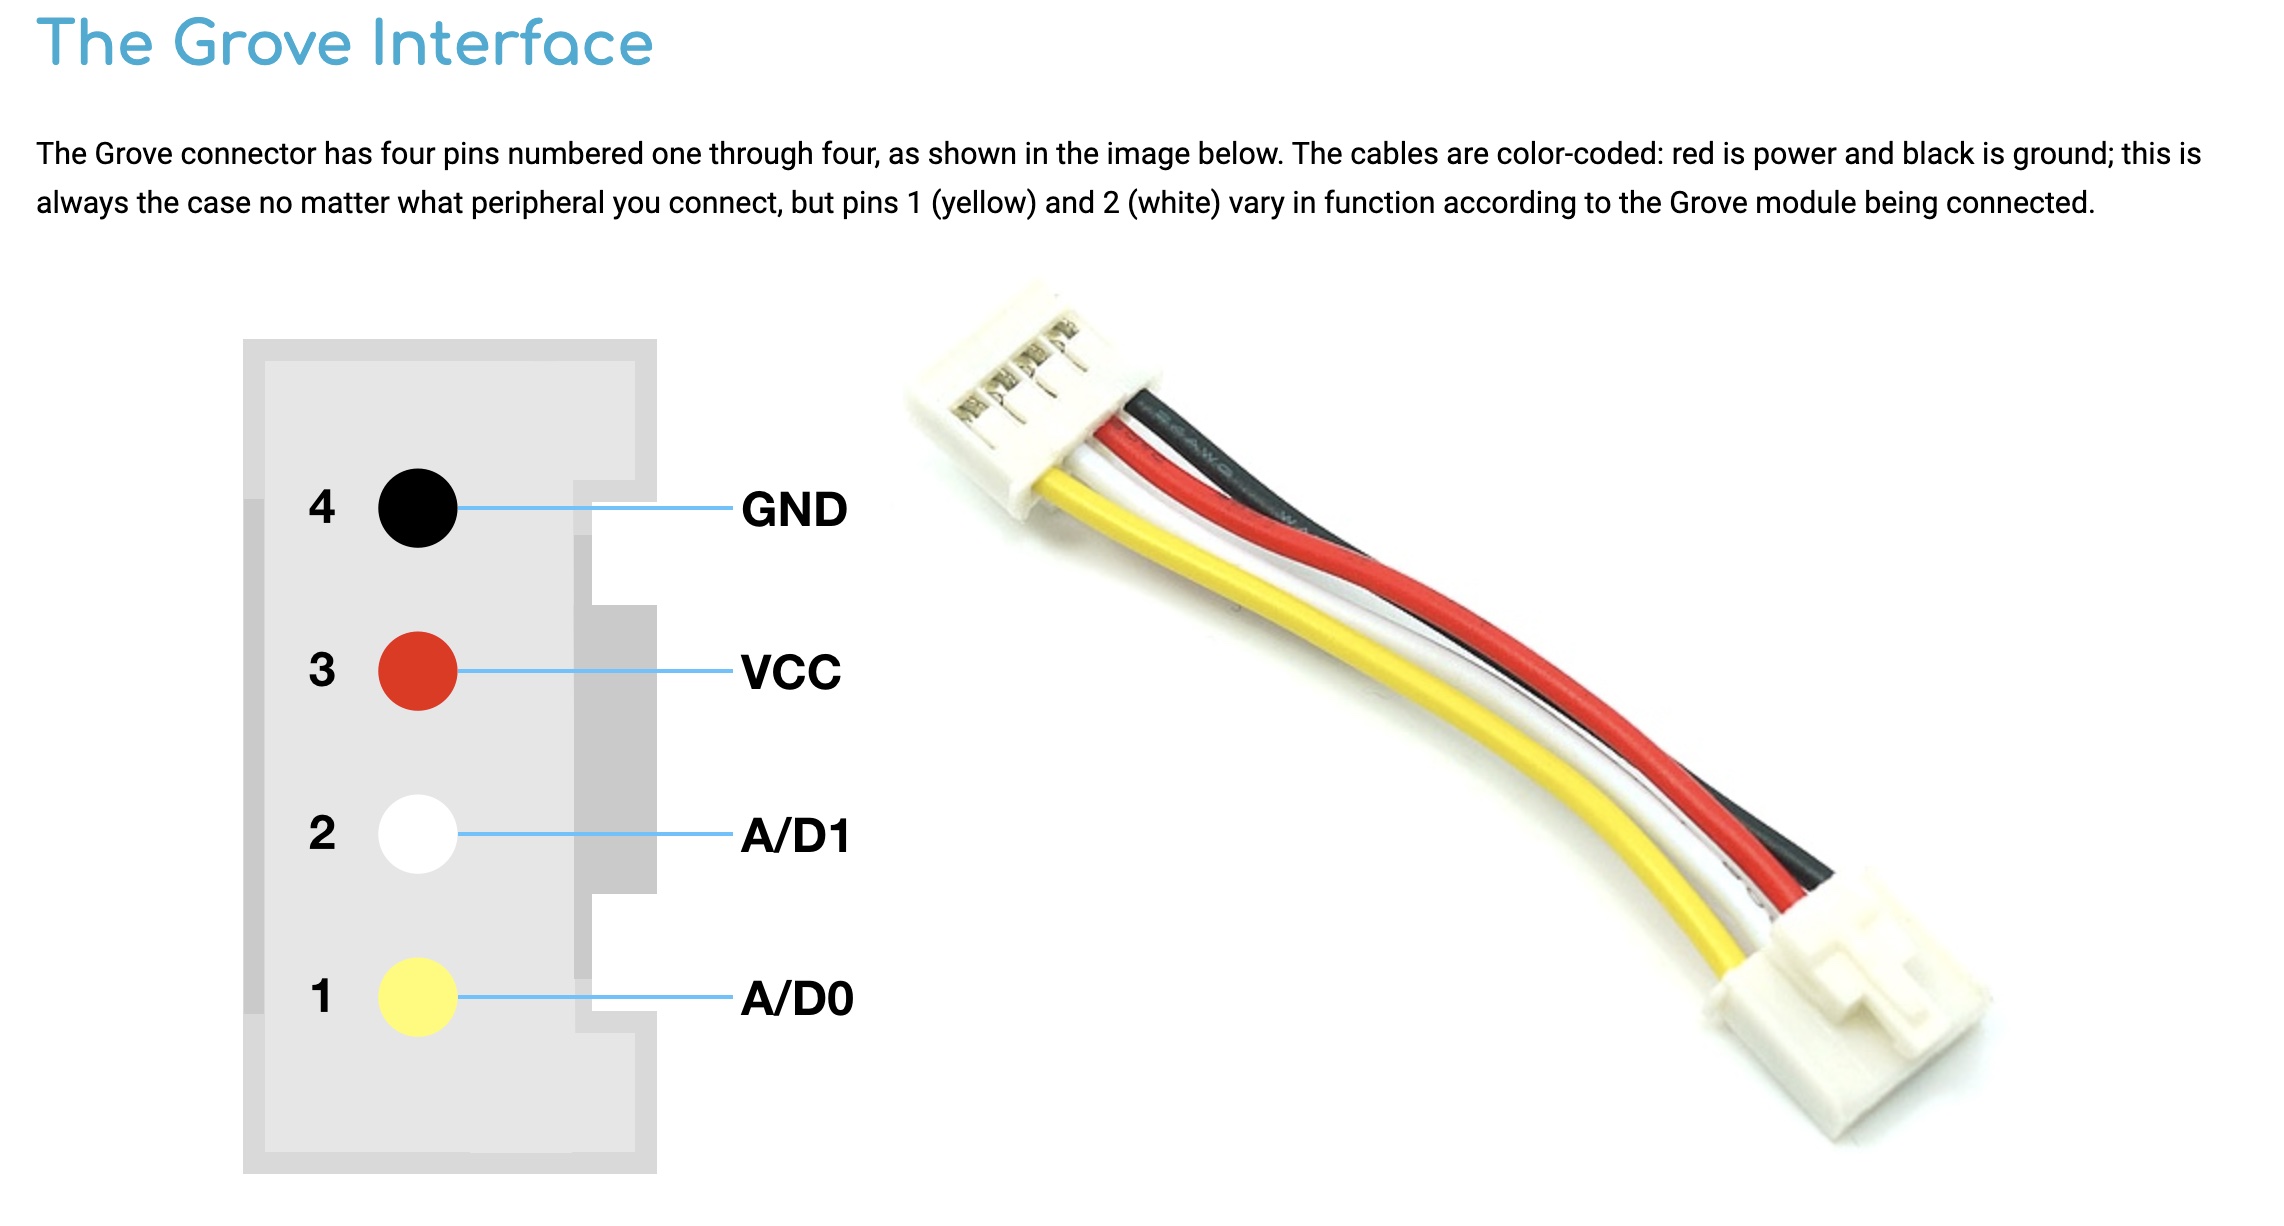 The Grove Interface
The Grove connector has four pins numbered one through four, as shown in the image below. The cables are color-coded: red is power and black is ground; this is
always the case no matter what peripheral you connect, but pins 1 (yellow) and 2 (white) vary in function according to the Grove module being connected.
4 GND
3 VCC
2 A/D1
1 A/D0